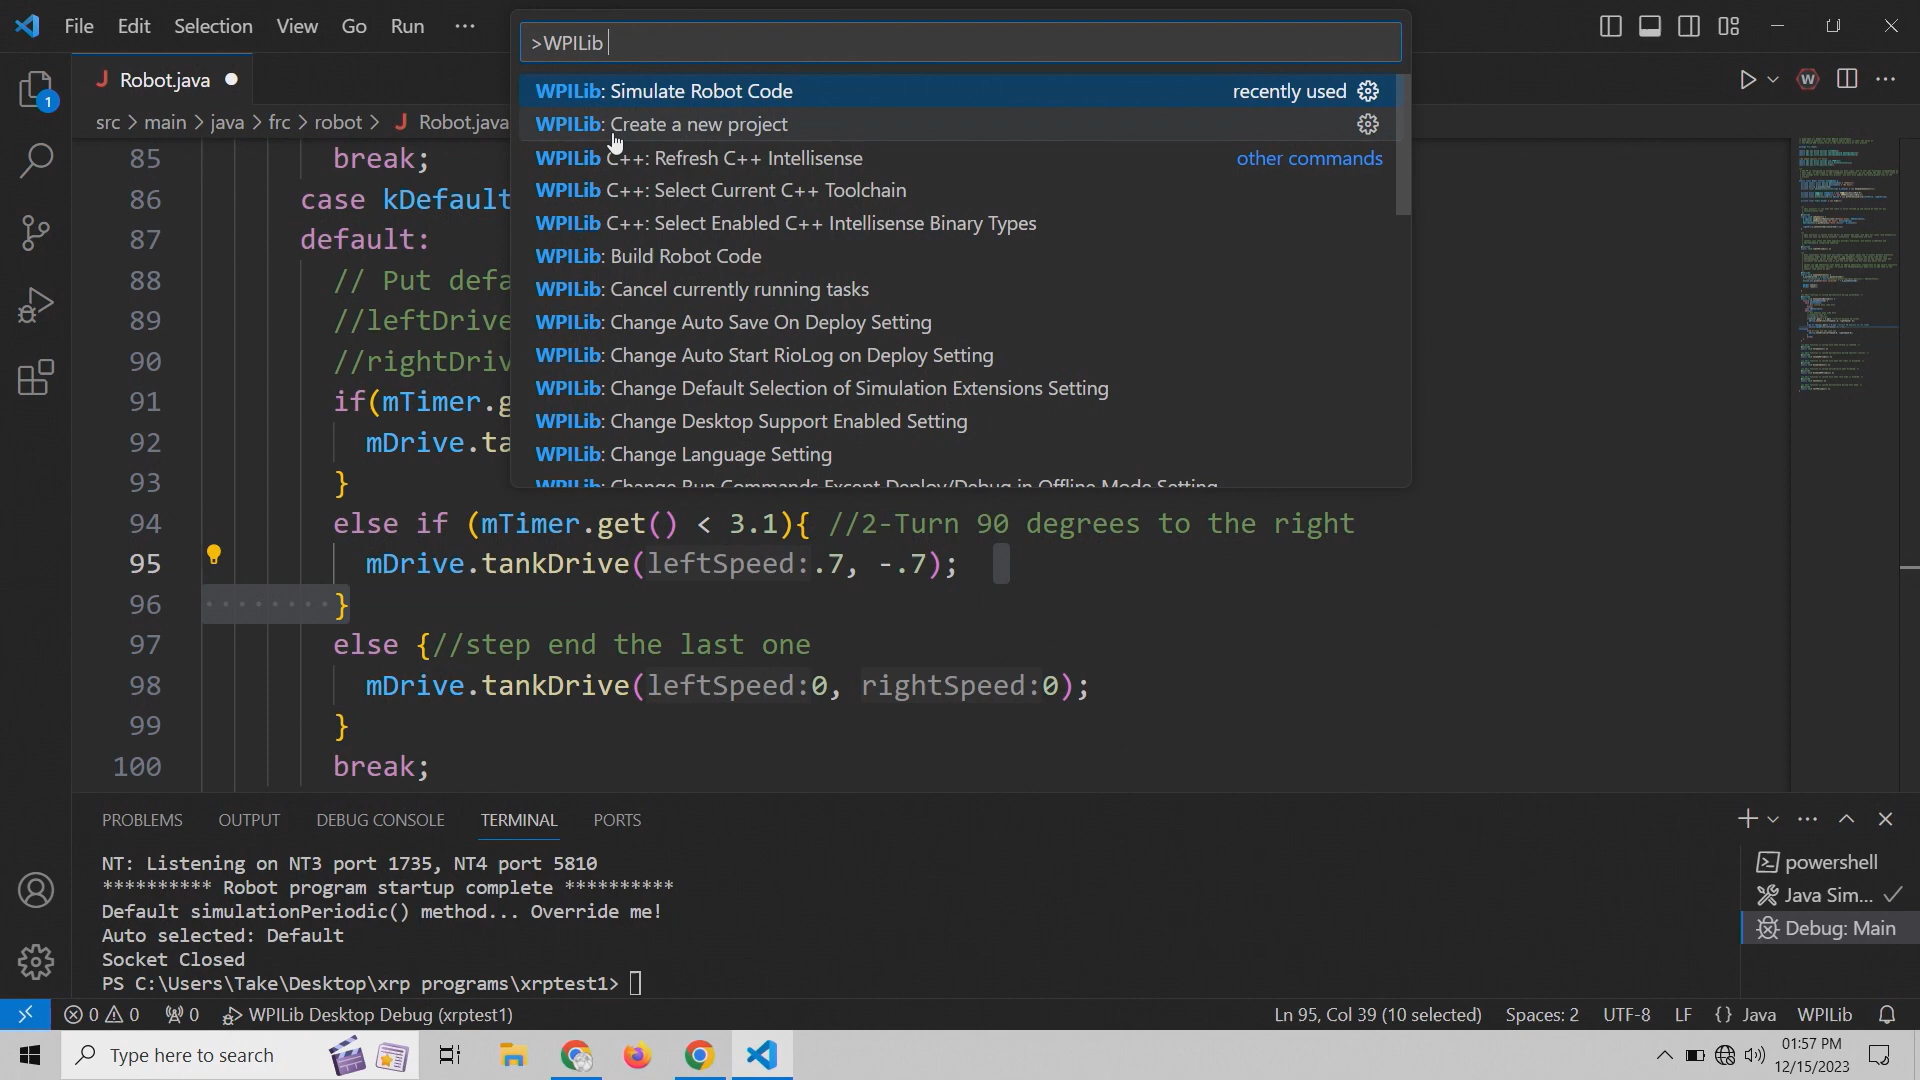 File Edit Selection View Go Run ···
>WPILib
J Robot.java
WPILib: Simulate Robot Code recently used
src > main > java > frc > robot > J Robot.java
WPILib: Create a new project
WPILib C++: Refresh C++ Intellisense other commands
WPILib C++: Select Current C++ Toolchain
WPILib C++: Select Enabled C++ Intellisense Binary Types
WPILib: Build Robot Code
WPILib: Cancel currently running tasks
WPILib: Change Auto Save On Deploy Setting
WPILib: Change Auto Start RioLog on Deploy Setting
WPILib: Change Default Selection of Simulation Extensions Setting
WPILib: Change Desktop Support Enabled Setting
WPILib: Change Language Setting
WPILib: Change Run Commands Except Deploy/Debug in Offline Mode Setting
85 break;
86 case kDefault
87 default:
88 // Put defa
89 //leftDrive
90 //rightDriv
91 if(mTimer.g
92 mDrive.ta
93 }
94 else if (mTimer.get() < 3.1){ //2-Turn 90 degrees to the right
95 mDrive.tankDrive(leftSpeed:.7, -.7);
96 ········}
97 else {//step end the last one
98 mDrive.tankDrive(leftSpeed:0, rightSpeed:0);
99 }
100 break;
PROBLEMS OUTPUT DEBUG CONSOLE TERMINAL PORTS
NT: Listening on NT3 port 1735, NT4 port 5810
********** Robot program startup complete **********
Default simulationPeriodic() method... Override me!
Auto selected: Default
Socket Closed
PS C:\Users\Take\Desktop\xrp programs\xrptest1>
powershell
Java Sim...
Debug: Main
0 0 0 WPILib Desktop Debug (xrptest1) Ln 95, Col 39 (10 selected) Spaces: 2 UTF-8 LF {} Java WPILib
Type here to search
01:57 PM
12/15/2023